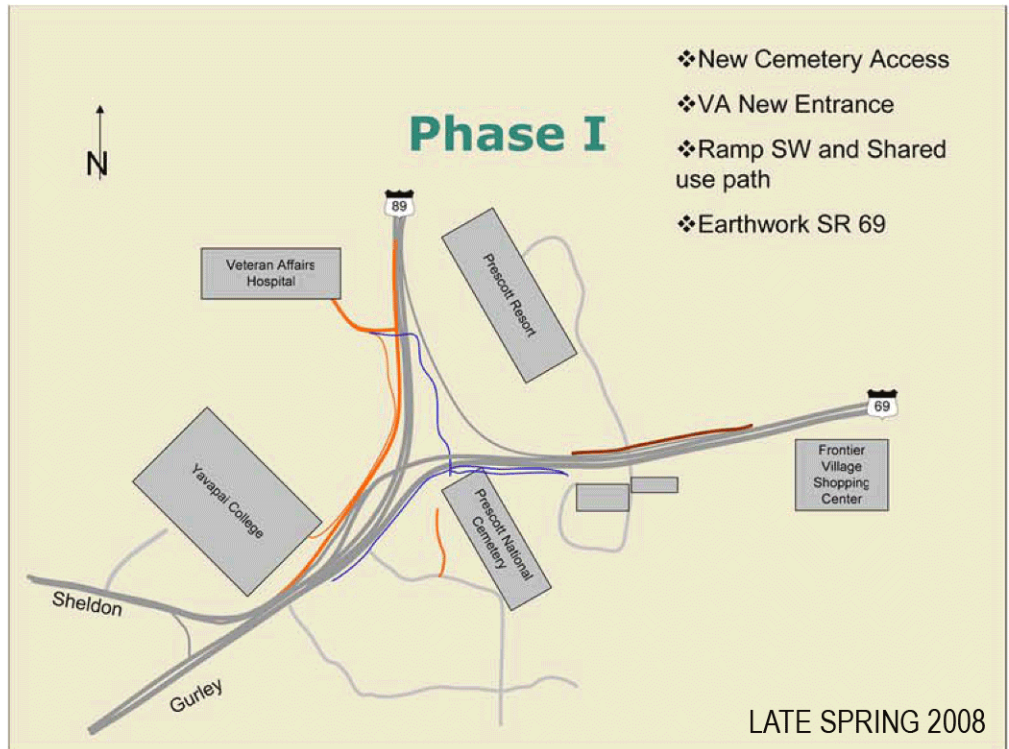 ❖New Cemetery Access
❖VA New Entrance
❖Ramp SW and Shared
use path
❖Earthwork SR 69
Phase I
N
89
Veteran Affairs
Hospital
Prescott Resort
69
Frontier
Village
Shopping
Center
Yavapai College
Prescott National
Cemetery
Sheldon
Gurley
LATE SPRING 2008